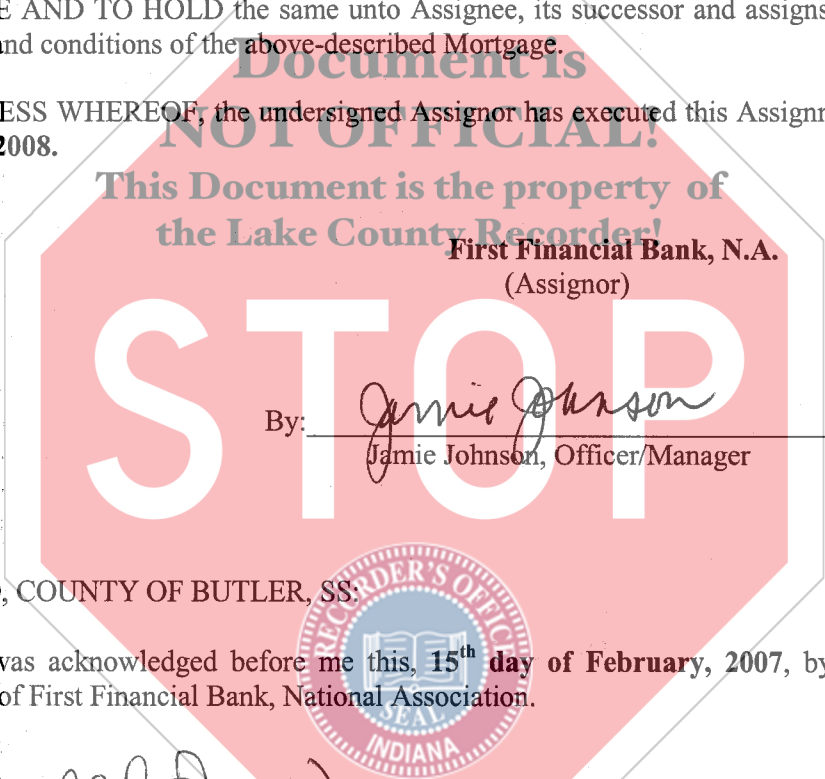 E AND TO HOLD the same unto Assignee, its successor and assigns
and conditions of the above-described Mortgage.
Document is
ESS WHEREOF, the undersigned Assignor has executed this Assignm
NOT OFFICIAL!
2008.
This Document is the property of
the Lake County Recorder!
First Financial Bank, N.A.
(Assignor)
STOP
By: Jamie Johnson
Jamie Johnson, Officer/Manager
, COUNTY OF BUTLER, SS:
RECORDER'S OFFICE
was acknowledged before me this, 15th day of February, 2007, by
of First Financial Bank, National Association.
SEAL
INDIANA